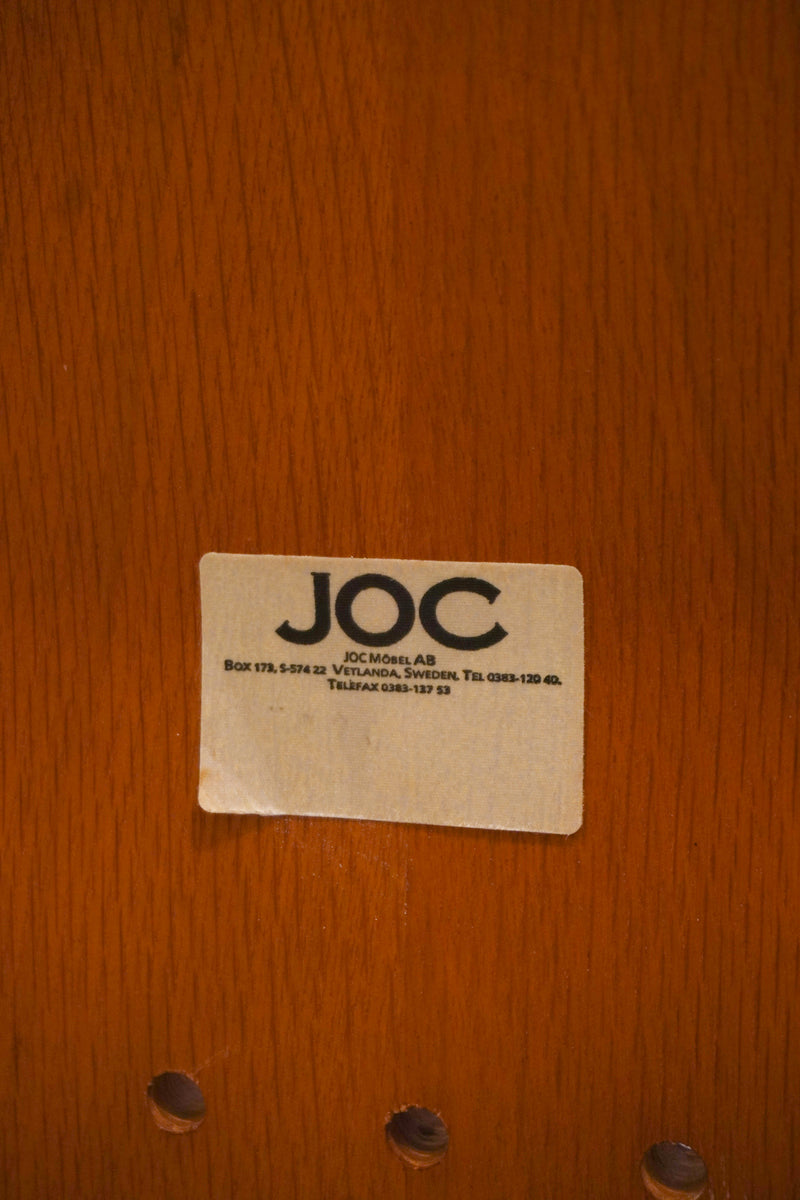 JOC
JOC MÖBEL AB
BOX 173, S-574 22 VETLANDA, SWEDEN, TEL 0383-120 40.
TELEFAX 0383-137 53